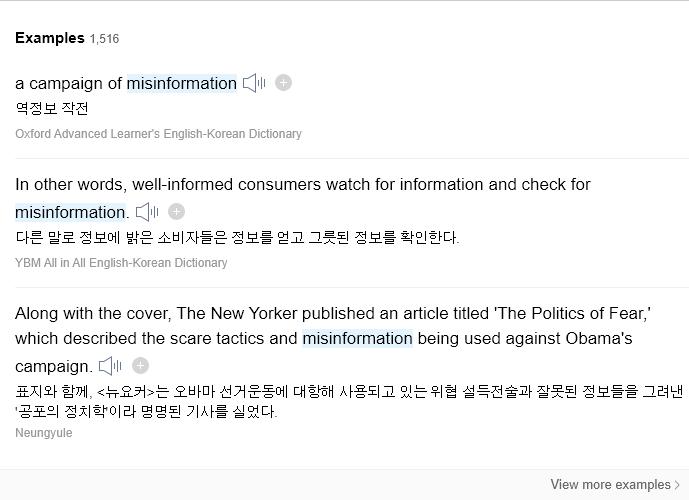 Examples 1,516
a campaign of misinformation
역정보 작전
Oxford Advanced Learner's English-Korean Dictionary
In other words, well-informed consumers watch for information and check for
misinformation.
다른 말로 정보에 밝은 소비자들은 정보를 얻고 그릇된 정보를 확인한다.
YBM All in All English-Korean Dictionary
Along with the cover, The New Yorker published an article titled 'The Politics of Fear,'
which described the scare tactics and misinformation being used against Obama's
campaign.
표지와 함께, <뉴요커>는 오바마 선거운동에 대항해 사용되고 있는 위협 설득전술과 잘못된 정보들을 그려낸
'공포의 정치학'이라 명명된 기사를 실었다.
Neungyule
View more examples >